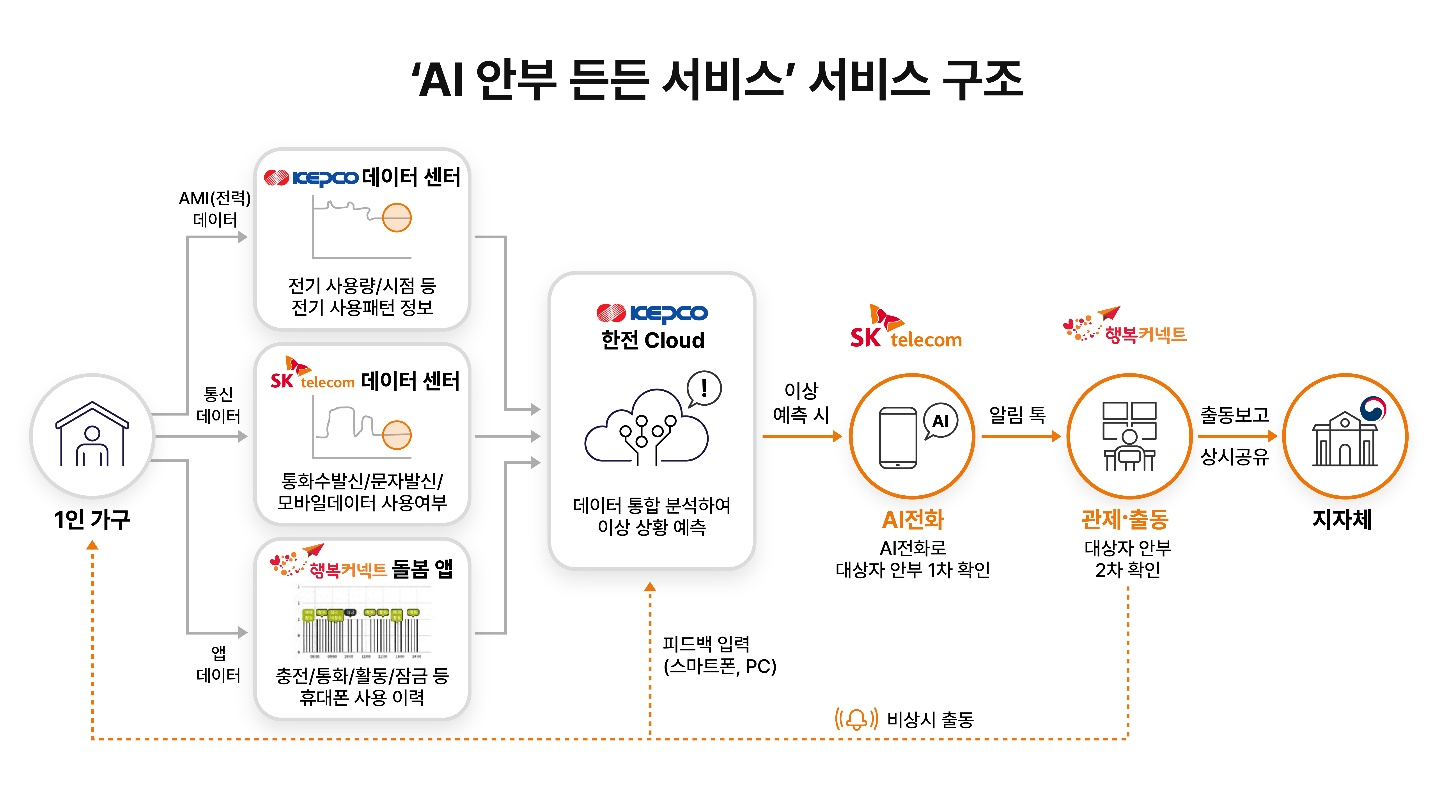 ‘AI 안부 든든 서비스’ 서비스 구조
AMI(전력)
데이터
KEPCO 데이터 센터
전기 사용량/시점 등
전기 사용패턴 정보
통신
데이터
SK telecom 데이터 센터
통화수발신/문자발신/
모바일데이터 사용여부
1인 가구
앱
데이터
행복커넥트 돌봄 앱
충전/통화/활동/잠금 등
휴대폰 사용 이력
KEPCO
한전 Cloud
!
데이터 통합 분석하여
이상 상황 예측
피드백 입력
(스마트폰, PC)
이상
예측 시
SK telecom
AI
AI전화
AI전화로
대상자 안부 1차 확인
알림 톡
행복커넥트
관제·출동
대상자 안부
2차 확인
출동보고
상시공유
지자체
비상시 출동